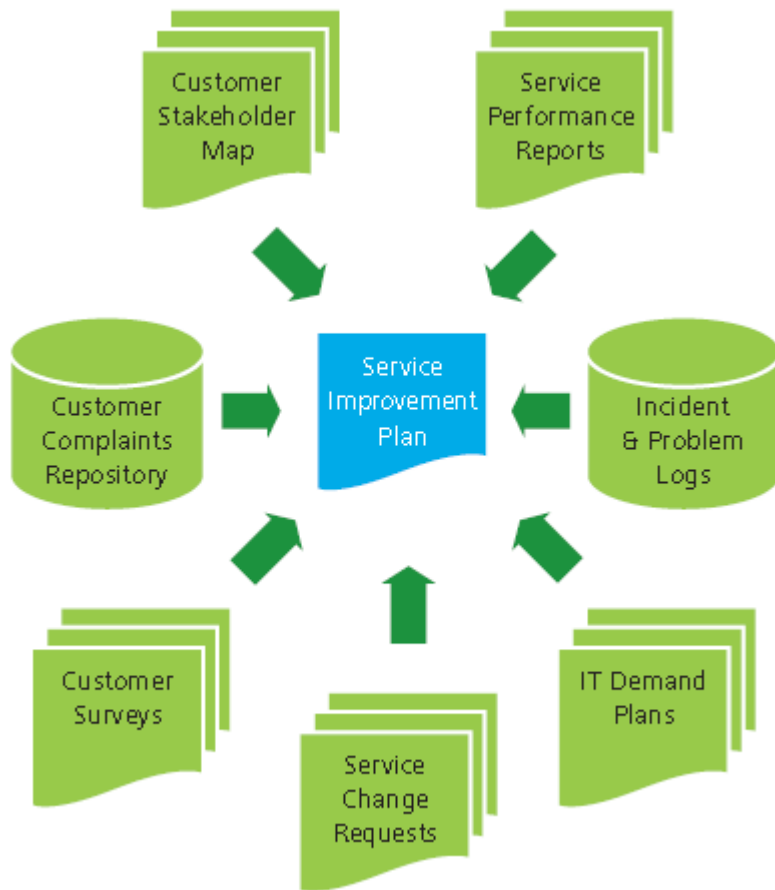 Customer
Stakeholder
Map
Service
Performance
Reports
Customer
Complaints
Repository
Service
Improvement
Plan
Incident
& Problem
Logs
Customer
Surveys
Service
Change
Requests
IT Demand
Plans